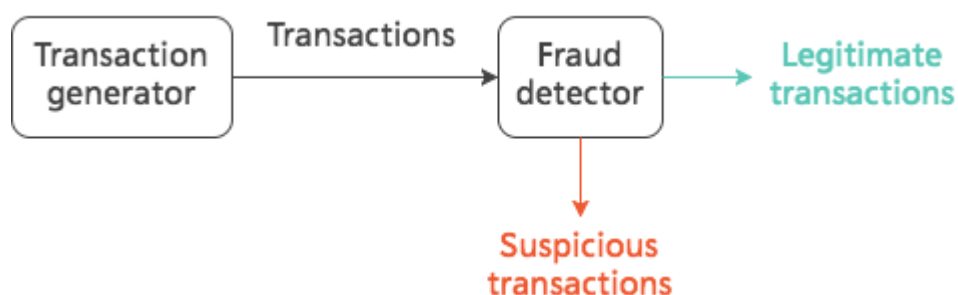 Transaction
generator
Transactions
Fraud
detector
Legitimate
transactions
Suspicious
transactions